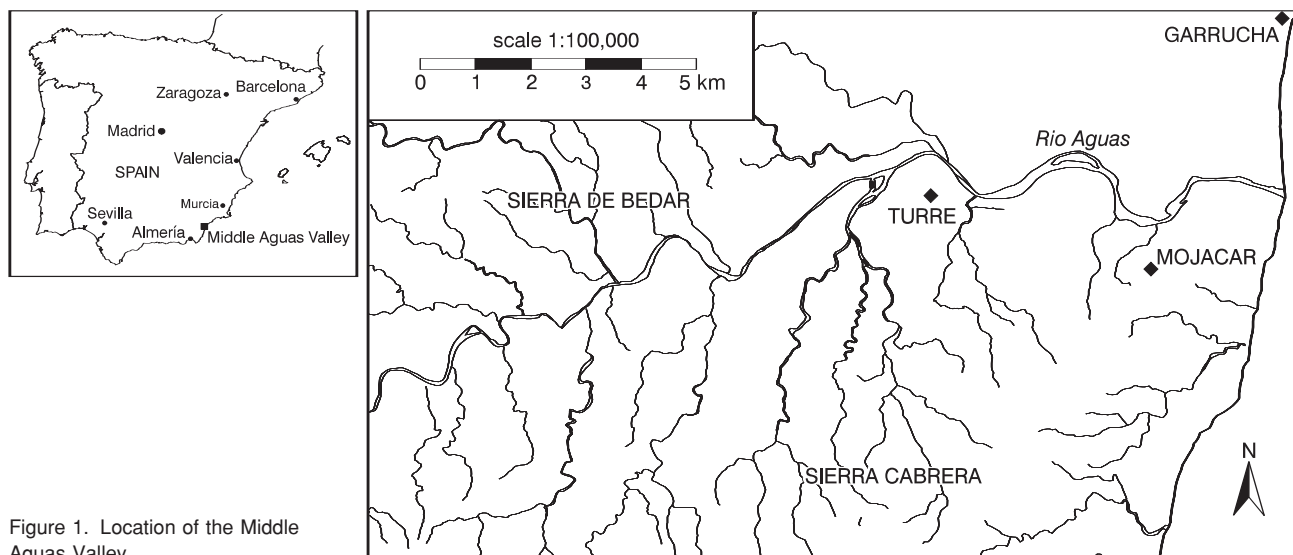 Zaragoza
Barcelona
Madrid
Valencia
SPAIN
Murcia
Sevilla
Almería
Middle Aguas Valley
scale 1:100,000
0 1 2 3 4 5 km
GARRUCHA
Rio Aguas
SIERRA DE BEDAR
TURRE
MOJACAR
SIERRA CABRERA
N
Figure 1. Location of the Middle
Aguas Valley